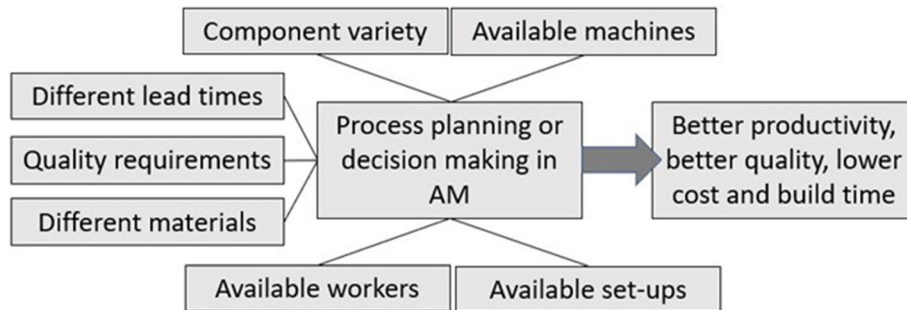 Component variety
Available machines
Different lead times
Quality requirements
Different materials
Process planning or
decision making in
AM
Better productivity,
better quality, lower
cost and build time
Available workers
Available set-ups